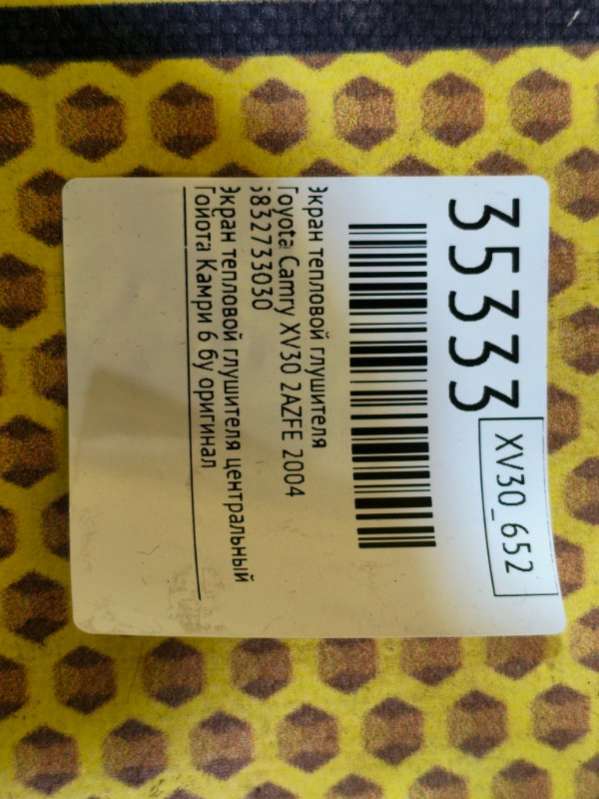 35333
XV30_652
Экран тепловой глушителя
Toyota Camry XV30 2AZFE 2004
5832733030
Экран тепловой глушителя центральный
Тойота Камри 6 бу оригинал